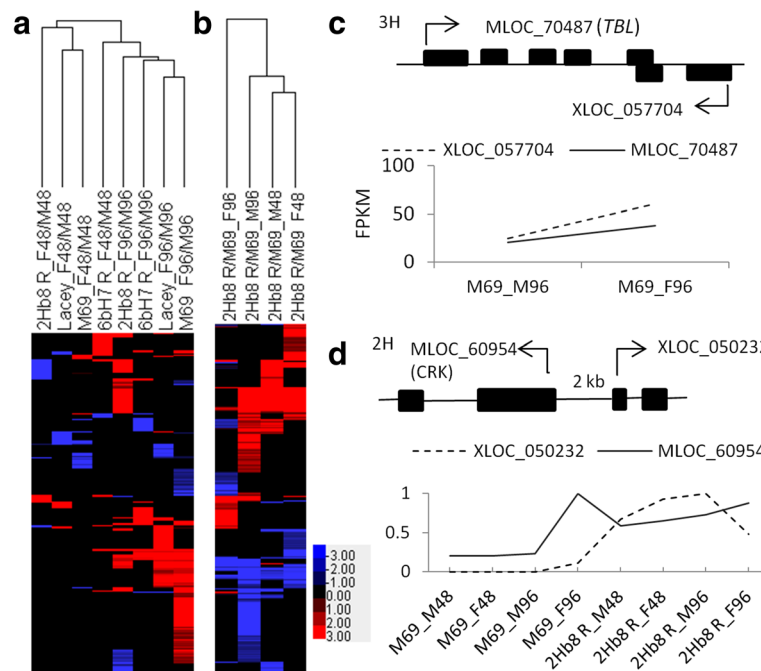 a
2Hb8 R_F48/M48
Lacey_F48/M48
M69_F48/M48
6bH7 R_F48/M48
2Hb8 R_F96/M96
6bH7 R_F96/M96
Lacey_F96/M96
M69_F96/M96
b
2Hb8 R/M69_F96
2Hb8 R/M69_M96
2Hb8 R/M69_M48
2Hb8 R/M69_F48
-3.00
-2.00
-1.00
0.00
1.00
2.00
3.00
c
3H
MLOC_70487 (TBL)
XLOC_057704
XLOC_057704
MLOC_70487
100
50
0
FPKM
M69_M96
M69_F96
d
2H
MLOC_60954
(CRK)
2 kb
XLOC_050232
XLOC_050232
MLOC_60954
1
0.5
0
M69_M48
M69_F48
M69_M96
M69_F96
2Hb8 R_M48
2Hb8 R_F48
2Hb8 R_M96
2Hb8 R_F96